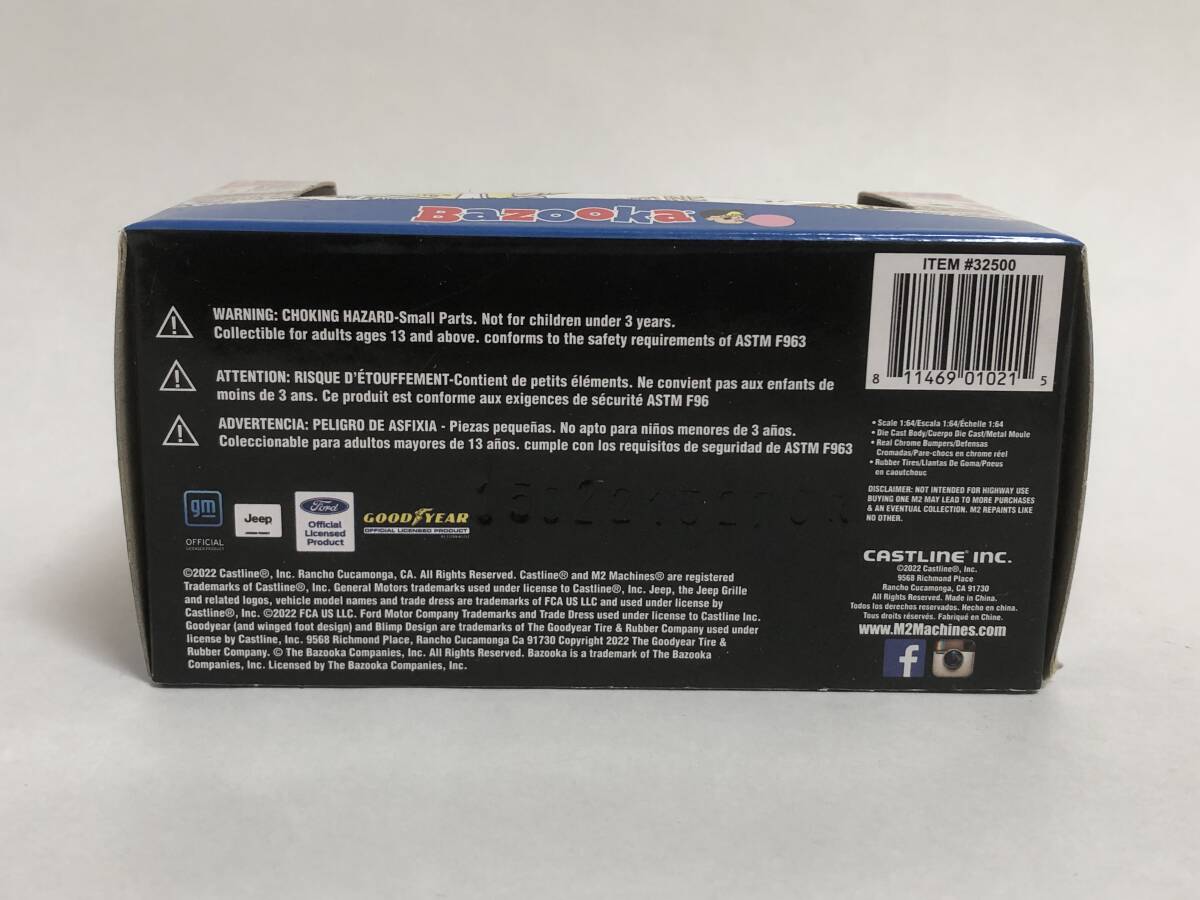 Bazooka
ITEM #32500
8 11469 01021 5
WARNING: CHOKING HAZARD-Small Parts. Not for children under 3 years.
Collectible for adults ages 13 and above. conforms to the safety requirements of ASTM F963
ATTENTION: RISQUE D'ÉTOUFFEMENT-Contient de petits éléments. Ne convient pas aux enfants de
moins de 3 ans. Ce produit est conforme aux exigences de sécurité ASTM F96
ADVERTENCIA: PELIGRO DE ASFIXIA - Piezas pequeñas. No apto para niños menores de 3 años.
Coleccionable para adultos mayores de 13 años. cumple con los requisitos de seguridad de ASTM F963
• Scale 1:64/Escala 1:64/Échelle 1:64
• Die Cast Body/Cuerpo Die Cast/Metal Moule
• Real Chrome Bumpers/Defensas
Cromadas/Pare-chocs en chrome réel
• Rubber Tires/Llantas De Goma/Pneus
en caoutchouc
DISCLAIMER: NOT INTENDED FOR HIGHWAY USE
BUYING ONE M2 MAY LEAD TO MORE PURCHASES
& AN EVENTUAL COLLECTION. M2 REPAINTS LIKE
NO OTHER.
gm
OFFICIAL
LICENSED PRODUCT
Jeep
Ford
Official
Licensed
Product
GOODYEAR
OFFICIAL LICENSED PRODUCT
©2022 Castline®, Inc. Rancho Cucamonga, CA. All Rights Reserved. Castline® and M2 Machines® are registered
Trademarks of Castline®, Inc. General Motors trademarks used under license to Castline®, Inc. Jeep, the Jeep Grille
and related logos, vehicle model names and trade dress are trademarks of FCA US LLC and used under license by
Castline®, Inc. ©2022 FCA US LLC. Ford Motor Company Trademarks and Trade Dress used under license to Castline Inc.
Goodyear (and winged foot design) and Blimp Design are trademarks of The Goodyear Tire & Rubber Company used under
license by Castline, Inc. 9568 Richmond Place, Rancho Cucamonga Ca 91730 Copyright 2022 The Goodyear Tire &
Rubber Company. © The Bazooka Companies, Inc. All Rights Reserved. Bazooka is a trademark of The Bazooka
Companies, Inc. Licensed by The Bazooka Companies, Inc.
CASTLINE® INC.
©2022 Castline®, Inc.
9568 Richmond Place
Rancho Cucamonga, CA 91730
All Rights Reserved. Made in China.
Todos los derechos reservados. Hecho en china.
Tous droits réservés. Fabriqué en Chine.
www.M2Machines.com
f